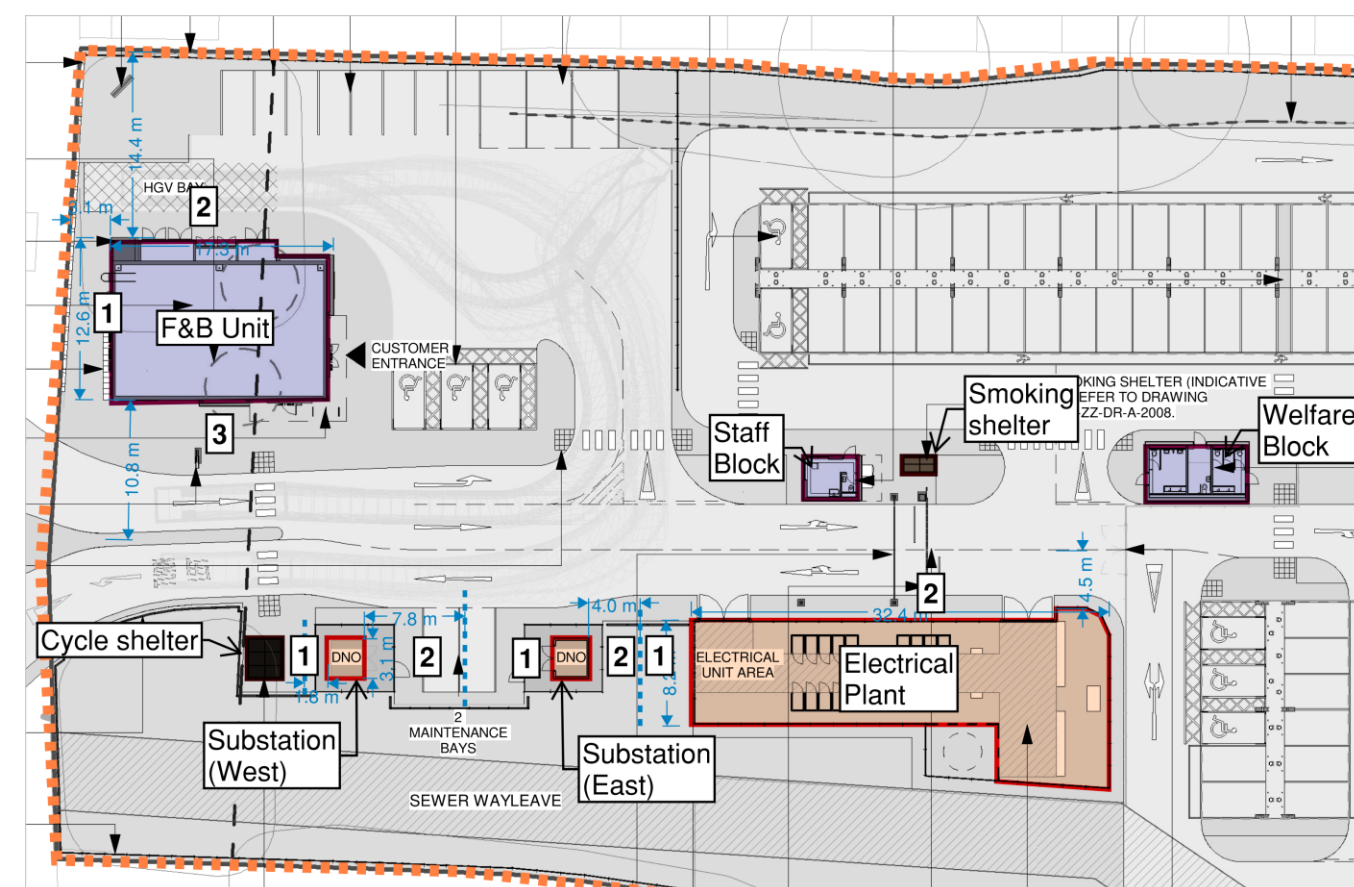 14.4 m
HGV BAY
2
3.1 m
17.3 m
1
12.6 m
F&B Unit
CUSTOMER
ENTRANCE
3
10.8 m
Staff
Block
Smoking
shelter
OKING SHELTER (INDICATIVE
EFER TO DRAWING
-ZZ-DR-A-2008.
Welfare
Block
4.5 m
2
32.4 m
Cycle shelter
1
DNO
7.8 m
3.1 m
2
1.8 m
1
DNO
4.0 m
2
1
ELECTRICAL
UNIT AREA
Electrical
Plant
2
MAINTENANCE
BAYS
Substation
(West)
Substation
(East)
SEWER WAYLEAVE